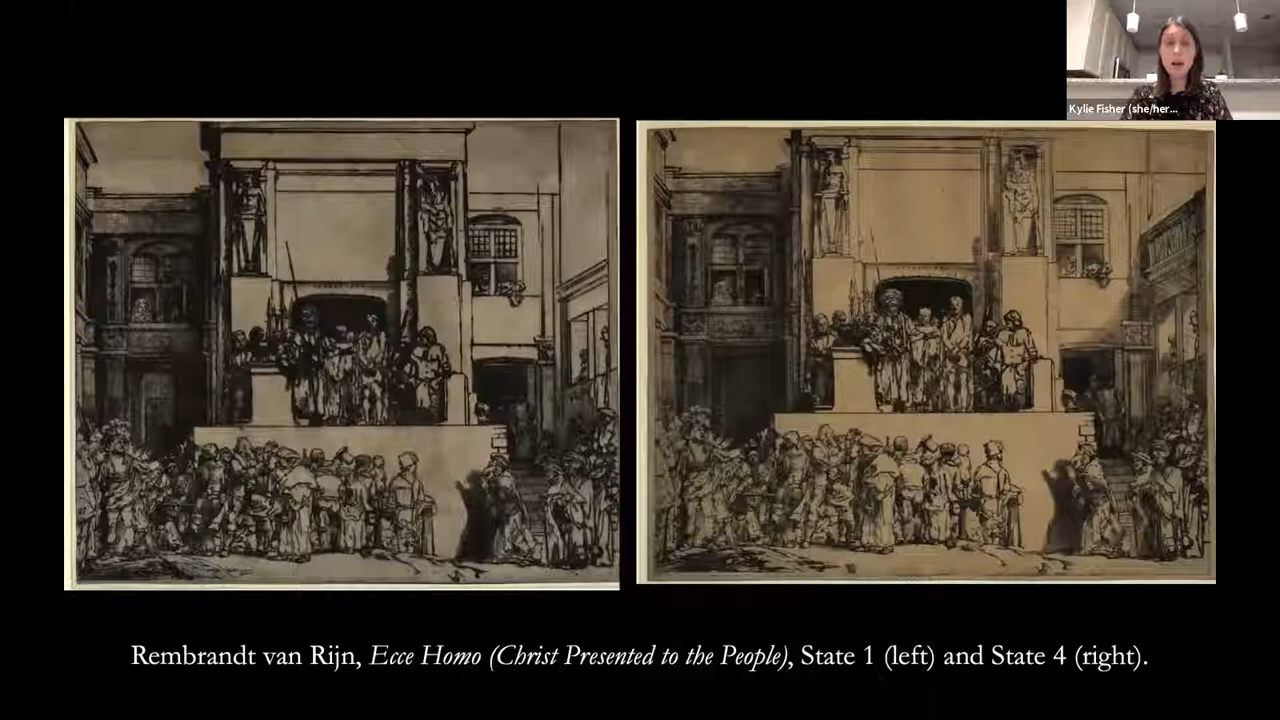 Kylie Fisher (she/her...
Rembrandt van Rijn, Ecce Homo (Christ Presented to the People), State 1 (left) and State 4 (right).